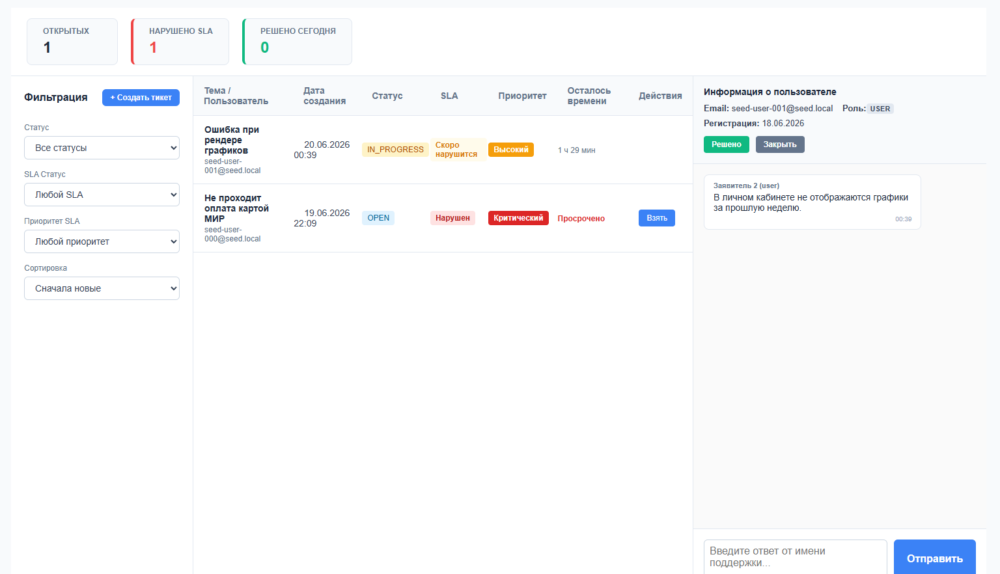 ОТКРЫТЫХ
1
НАРУШЕНО SLA
1
РЕШЕНО СЕГОДНЯ
0
Фильтрация
+ Создать тикет
Статус
Все статусы
SLA Статус
Любой SLA
Приоритет SLA
Любой приоритет
Сортировка
Сначала новые
Тема /
Пользователь
Дата
создания
Статус
SLA
Приоритет
Осталось
времени
Действия
Ошибка при
рендере
графиков
seed-user-
001@seed.local
20.06.2026
00:39
IN_PROGRESS
Скоро
нарушится
Высокий
1 ч 29 мин
Не проходит
оплата картой
МИР
seed-user-
000@seed.local
19.06.2026
22:09
OPEN
Нарушен
Критический
Просрочено
Взять
Информация о пользователе
Email: seed-user-001@seed.local Роль: USER
Регистрация: 18.06.2026
Решено
Закрыть
Заявитель 2 (user)
В личном кабинете не отображаются графики
за прошлую неделю.
00:39
Введите ответ от имени
поддержки...
Отправить